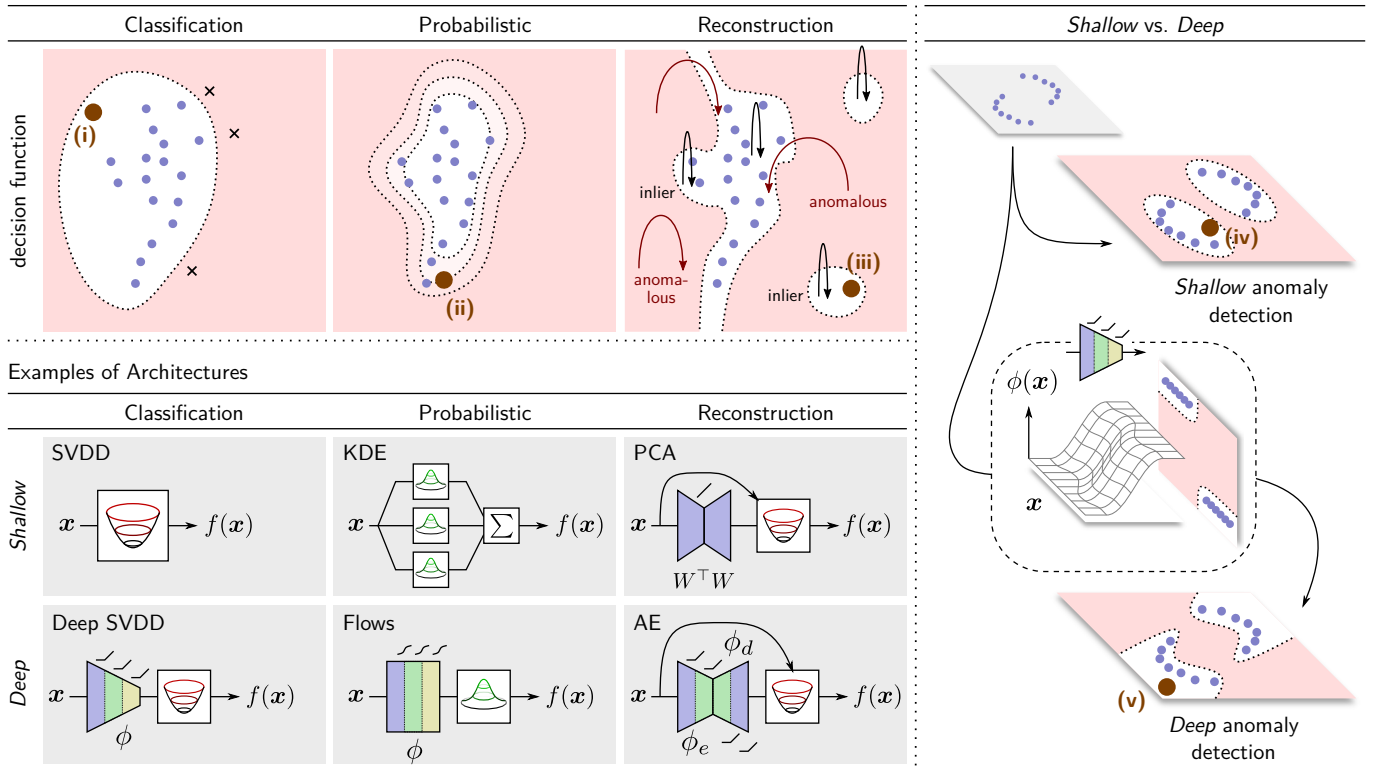 Classification
Probabilistic
Reconstruction
decision function
(i)
(ii)
inlier
anomalous
anoma-
lous
inlier
(iii)
Examples of Architectures
Classification
Probabilistic
Reconstruction
Shallow
SVDD
x
f(x)
KDE
x
∑
f(x)
PCA
x
W⊤W
f(x)
Deep
Deep SVDD
x
ϕ
f(x)
Flows
x
ϕ
f(x)
AE
x
ϕd
ϕe
f(x)
Shallow vs. Deep
(iv)
Shallow anomaly
detection
ϕ(x)
x
(v)
Deep anomaly
detection